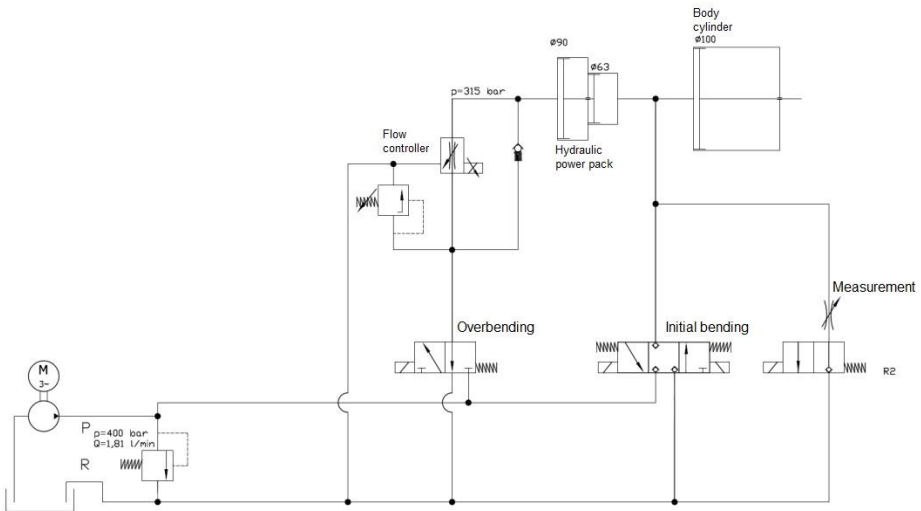 Body
cylinder
ø100
ø90
ø63
p=315 bar
Flow
controller
Hydraulic
power pack
Measurement
Overbending
Initial bending
M
3~
R2
P
p=400 bar
Q=1,81 l/min
R